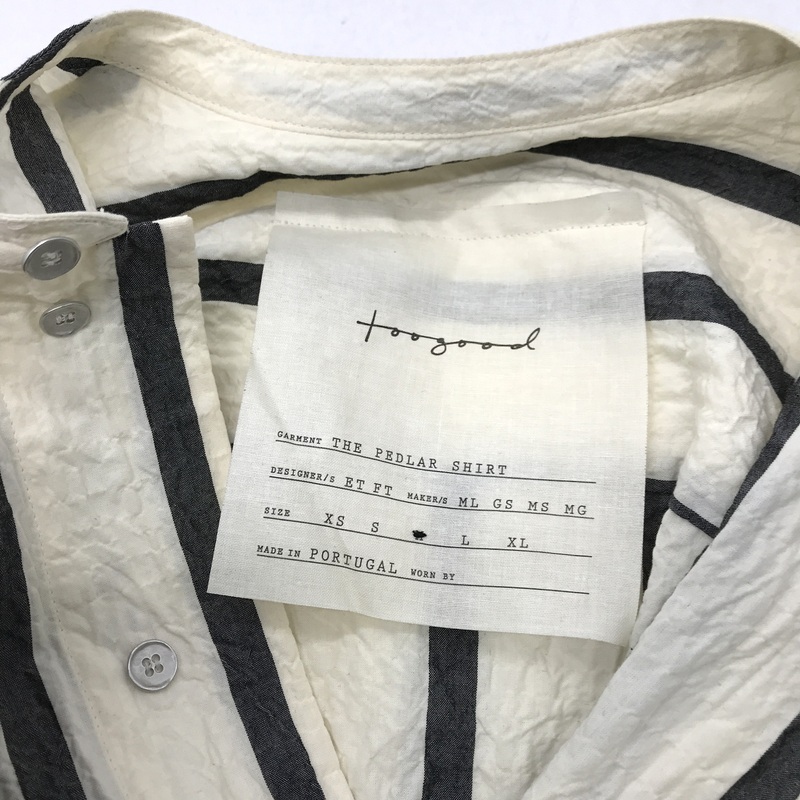 toogood
GARMENT THE PEDLAR SHIRT
DESIGNER/S ET FT MAKER/S ML GS MS MG
SIZE XS S L XL
MADE IN PORTUGAL WORN BY